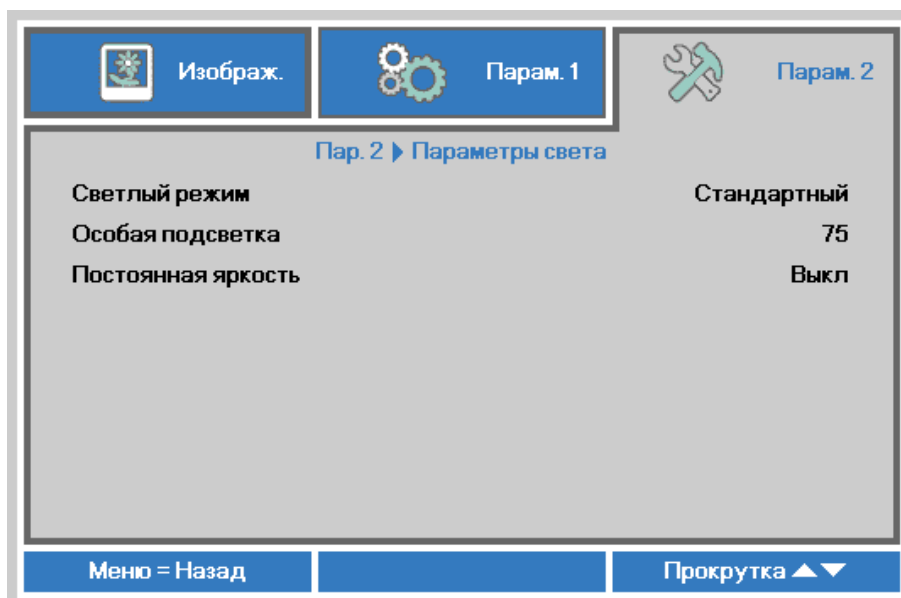 Изображ.
Парам. 1
Парам. 2
Пар. 2 ▶ Параметры света
Светлый режим Стандартный
Особая подсветка 75
Постоянная яркость Выкл
Меню = Назад
Прокрутка ▲▼